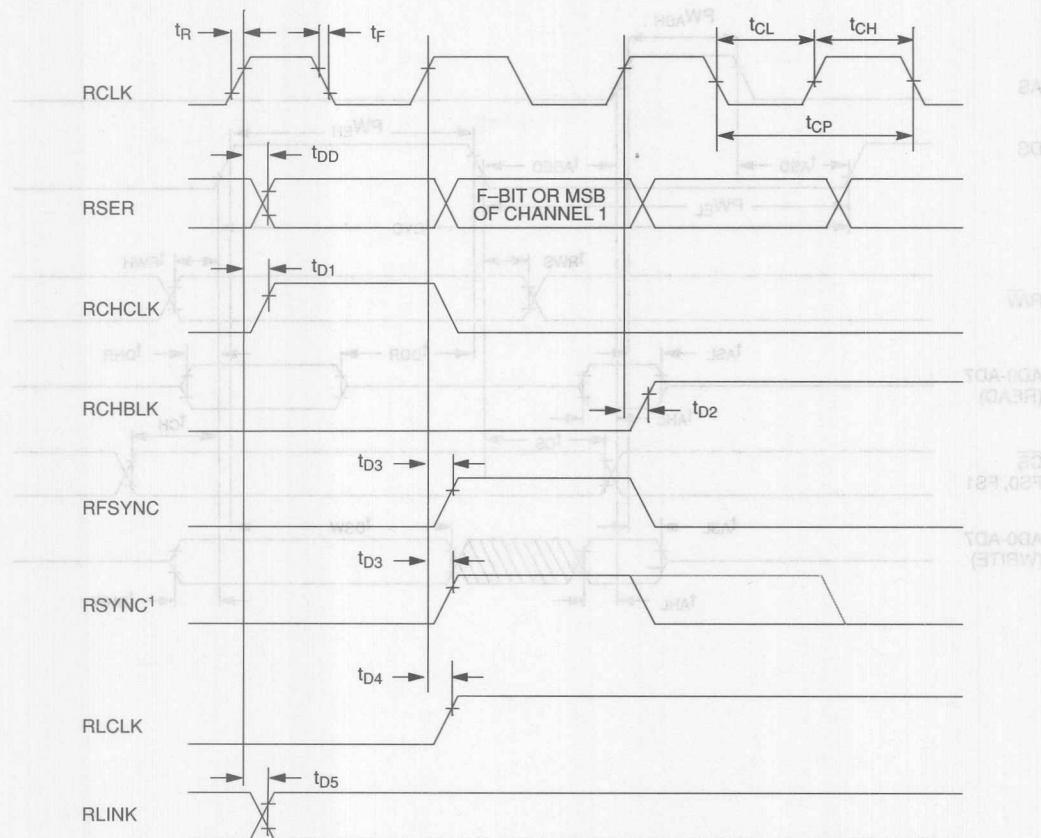 tR
tF
tCL
tCH
RCLK
tCP
tDD
RSER
F–BIT OR MSB
OF CHANNEL 1
tD1
RCHCLK
RCHBLK
tD2
tD3
RFSYNC
tD3
RSYNC¹
tD4
RLCLK
tD5
RLINK